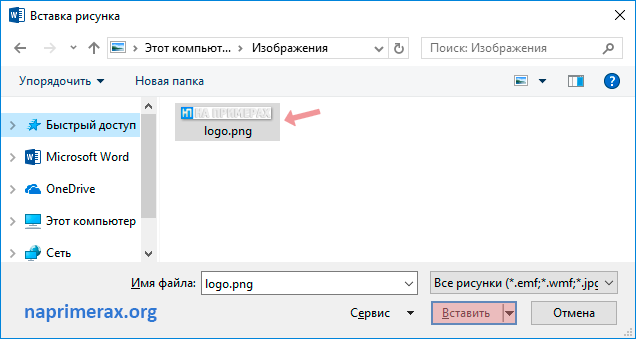 Вставка рисунка
Этот компьют... Изображения
Поиск: Изображения
Упорядочить Новая папка
Быстрый доступ
Microsoft Word
OneDrive
Этот компьютер
Сеть
НП НА ПРИМЕРАХ
logo.png
Имя файла: logo.png Все рисунки (*.emf;*.wmf;*.jpg
naprimerax.org Сервис Вставить Отмена